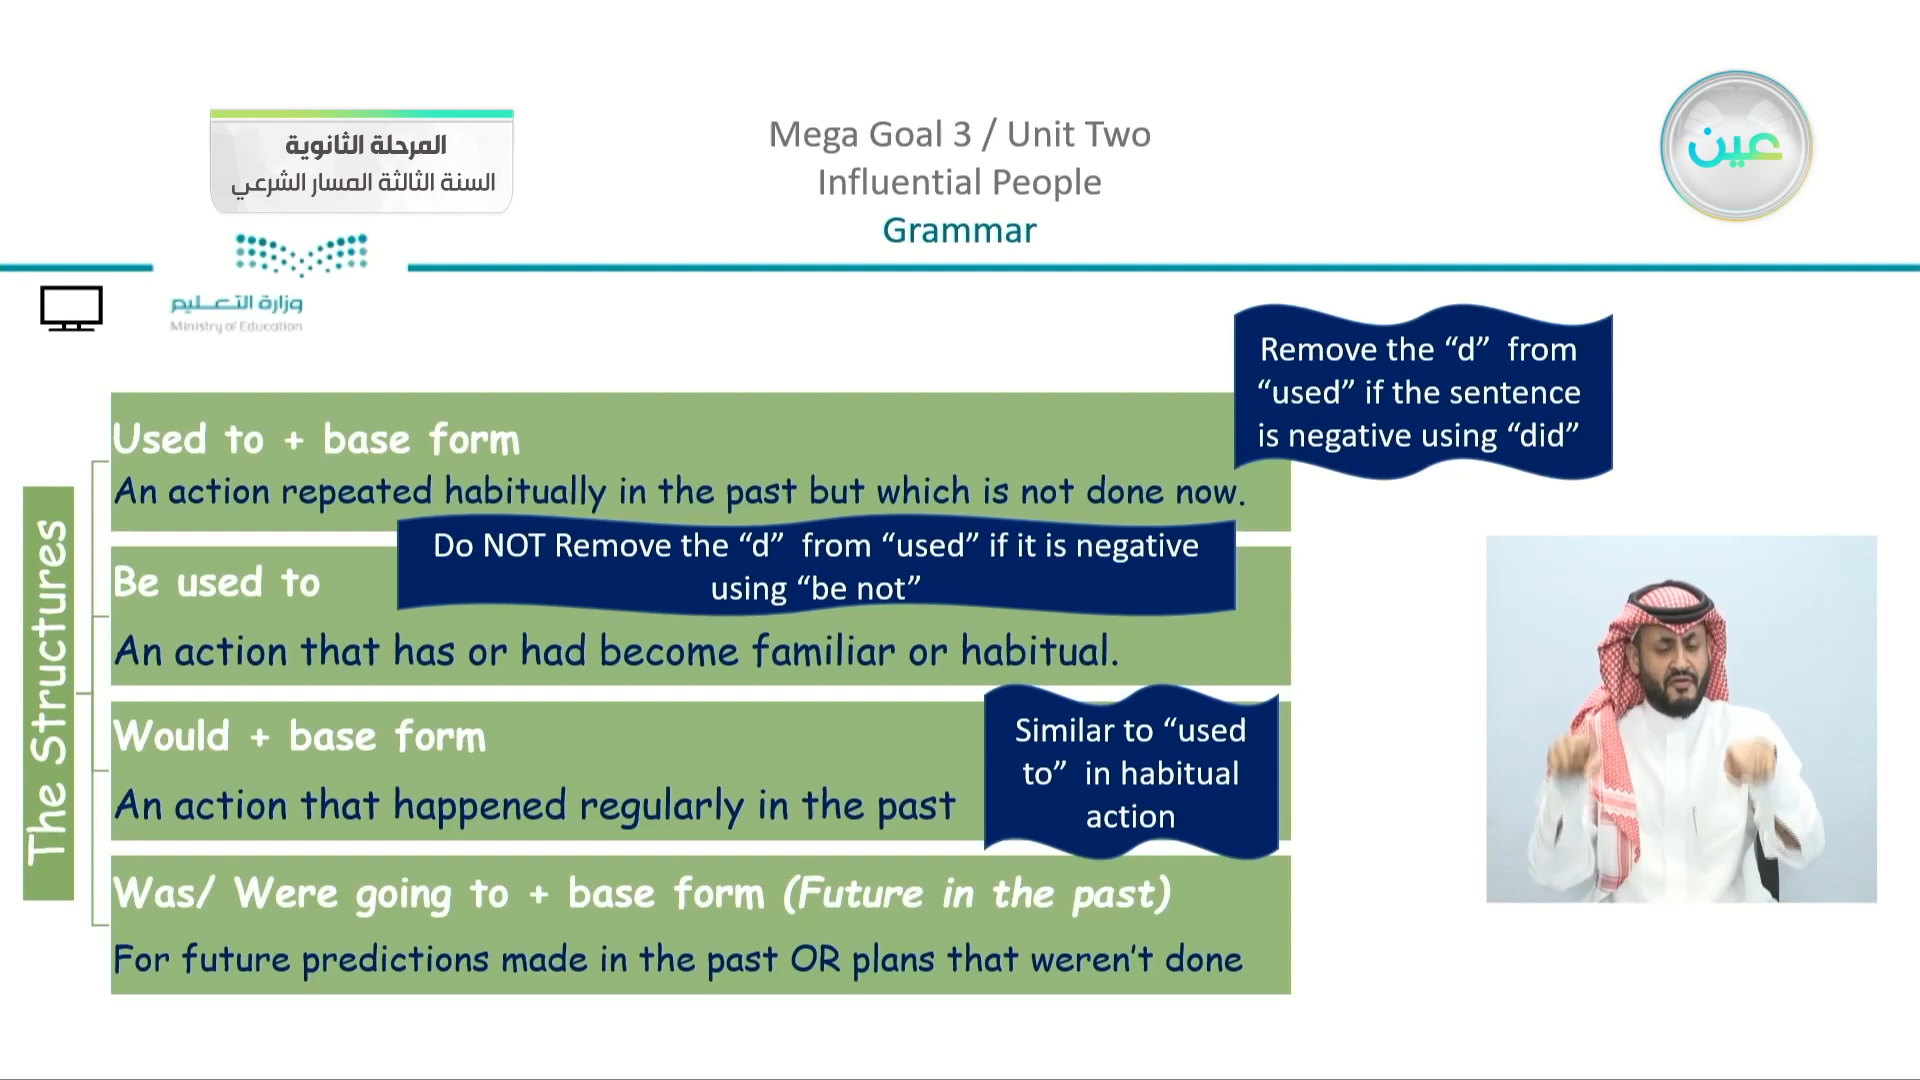 المرحلة الثانوية
السنة الثالثة المسار الشرعي
Mega Goal 3 / Unit Two
Influential People
Grammar
عين
وزارة التعليم
Ministry of Education
The Structures
Used to + base form
An action repeated habitually in the past but which is not done now.
Remove the “d” from
“used” if the sentence
is negative using “did”
Be used to
Do NOT Remove the “d” from “used” if it is negative
using “be not”
An action that has or had become familiar or habitual.
Would + base form
An action that happened regularly in the past
Similar to “used
to” in habitual
action
Was/ Were going to + base form (Future in the past)
For future predictions made in the past OR plans that weren’t done